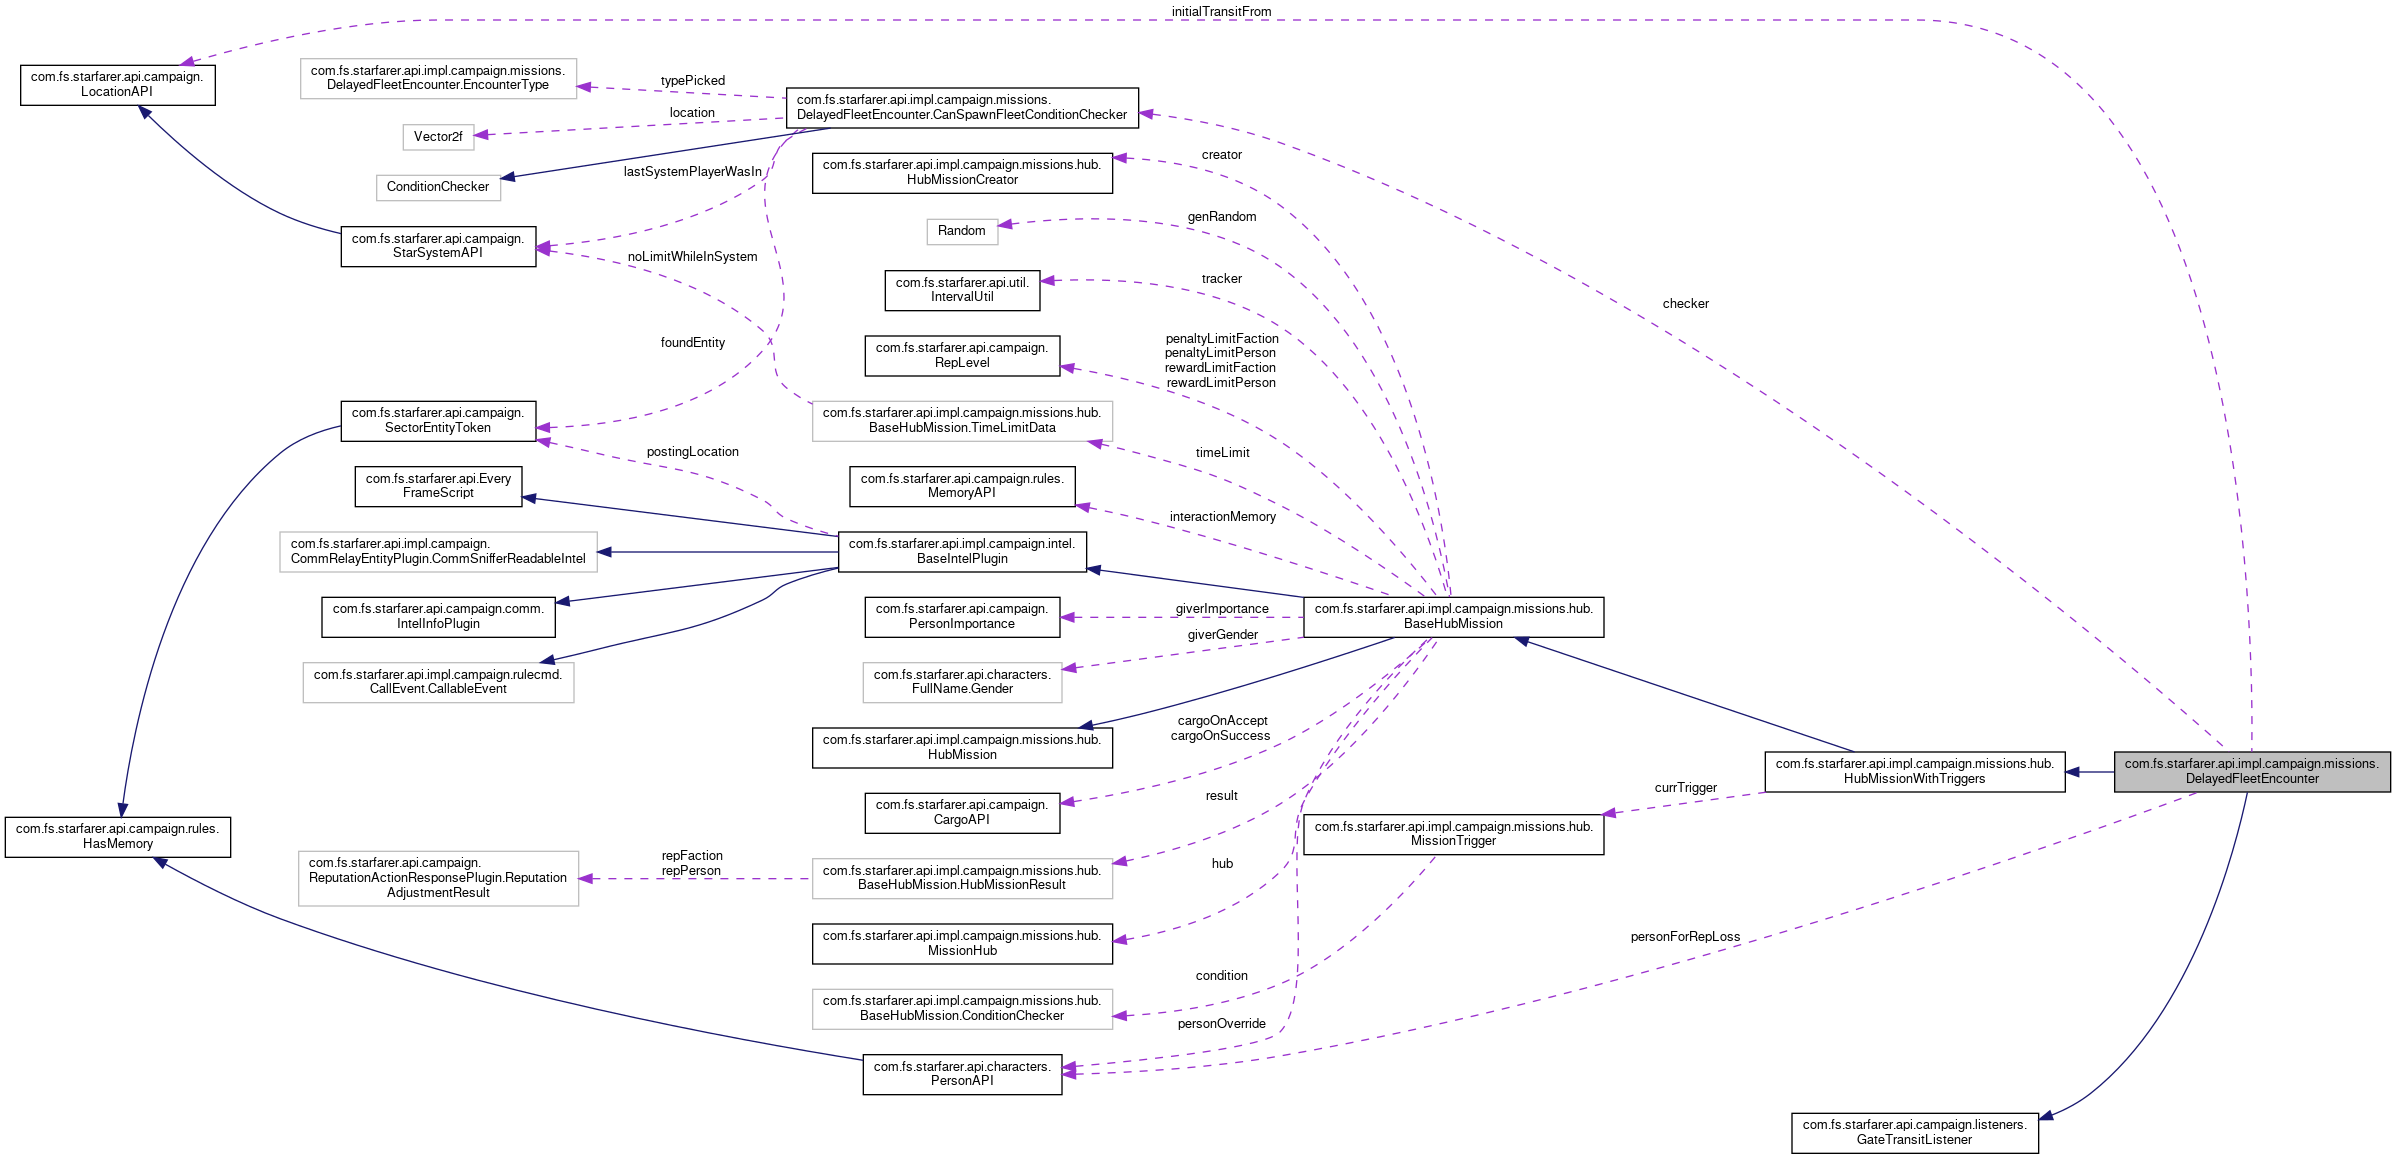 initialTransitFrom
com.fs.starfarer.api.campaign.
LocationAPI
com.fs.starfarer.api.impl.campaign.missions.
DelayedFleetEncounter.EncounterType
typePicked
com.fs.starfarer.api.impl.campaign.missions.
DelayedFleetEncounter.CanSpawnFleetConditionChecker
location
Vector2f
creator
com.fs.starfarer.api.impl.campaign.missions.hub.
HubMissionCreator
lastSystemPlayerWasIn
ConditionChecker
genRandom
Random
com.fs.starfarer.api.campaign.
StarSystemAPI
noLimitWhileInSystem
com.fs.starfarer.api.util.
IntervalUtil
tracker
checker
foundEntity
com.fs.starfarer.api.campaign.
RepLevel
penaltyLimitFaction
penaltyLimitPerson
rewardLimitFaction
rewardLimitPerson
com.fs.starfarer.api.campaign.
SectorEntityToken
com.fs.starfarer.api.impl.campaign.missions.hub.
BaseHubMission.TimeLimitData
postingLocation
timeLimit
com.fs.starfarer.api.Every
FrameScript
com.fs.starfarer.api.campaign.rules.
MemoryAPI
interactionMemory
com.fs.starfarer.api.impl.campaign.
CommRelayEntityPlugin.CommSnifferReadableIntel
com.fs.starfarer.api.impl.campaign.intel.
BaseIntelPlugin
com.fs.starfarer.api.campaign.comm.
IntelInfoPlugin
com.fs.starfarer.api.campaign.
PersonImportance
giverImportance
com.fs.starfarer.api.impl.campaign.missions.hub.
BaseHubMission
giverGender
com.fs.starfarer.api.impl.campaign.rulecmd.
CallEvent.CallableEvent
com.fs.starfarer.api.characters.
FullName.Gender
com.fs.starfarer.api.impl.campaign.missions.hub.
HubMission
cargoOnAccept
cargoOnSuccess
com.fs.starfarer.api.impl.campaign.missions.hub.
HubMissionWithTriggers
com.fs.starfarer.api.impl.campaign.missions.
DelayedFleetEncounter
currTrigger
com.fs.starfarer.api.campaign.
CargoAPI
result
com.fs.starfarer.api.impl.campaign.missions.hub.
MissionTrigger
com.fs.starfarer.api.campaign.rules.
HasMemory
com.fs.starfarer.api.campaign.
ReputationActionResponsePlugin.Reputation
AdjustmentResult
repFaction
repPerson
com.fs.starfarer.api.impl.campaign.missions.hub.
BaseHubMission.HubMissionResult
hub
com.fs.starfarer.api.impl.campaign.missions.hub.
MissionHub
personForRepLoss
condition
com.fs.starfarer.api.impl.campaign.missions.hub.
BaseHubMission.ConditionChecker
personOverride
com.fs.starfarer.api.characters.
PersonAPI
com.fs.starfarer.api.campaign.listeners.
GateTransitListener